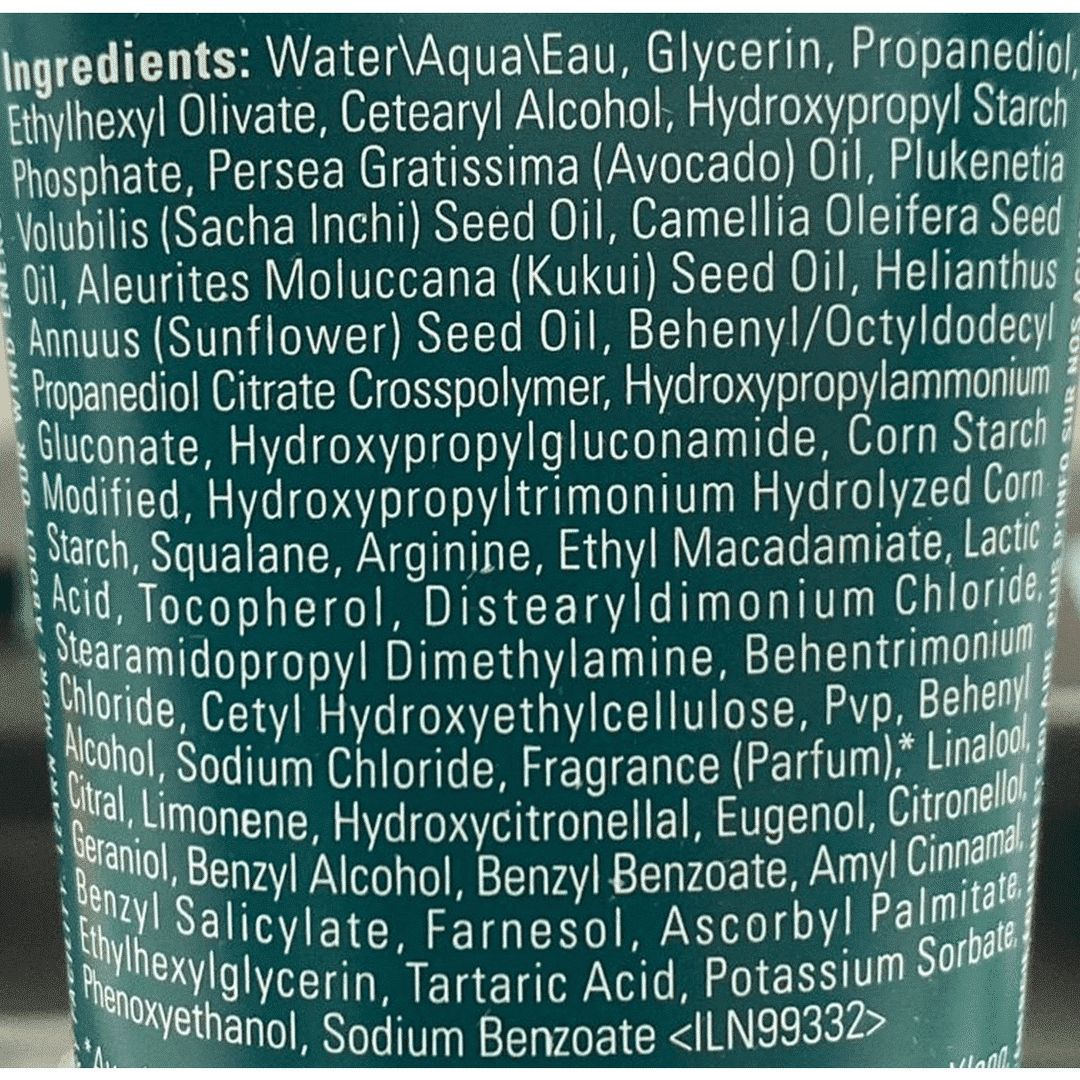 Ingredients: Water\Aqua\Eau, Glycerin, Propanediol,
Ethylhexyl Olivate, Cetearyl Alcohol, Hydroxypropyl Starch
Phosphate, Persea Gratissima (Avocado) Oil, Plukenetia
Volubilis (Sacha Inchi) Seed Oil, Camellia Oleifera Seed
Oil, Aleurites Moluccana (Kukui) Seed Oil, Helianthus
Annuus (Sunflower) Seed Oil, Behenyl/Octyldodecyl
Propanediol Citrate Crosspolymer, Hydroxypropylammonium
Gluconate, Hydroxypropylgluconamide, Corn Starch
Modified, Hydroxypropyltrimonium Hydrolyzed Corn
Starch, Squalane, Arginine, Ethyl Macadamiate, Lactic
Acid, Tocopherol, Distearyldimonium Chloride,
Stearamidopropyl Dimethylamine, Behentrimonium
Chloride, Cetyl Hydroxyethylcellulose, Pvp, Behenyl
Alcohol, Sodium Chloride, Fragrance (Parfum),* Linalool,
Citral, Limonene, Hydroxycitronellal, Eugenol, Citronellol,
Geraniol, Benzyl Alcohol, Benzyl Benzoate, Amyl Cinnamal,
Benzyl Salicylate, Farnesol, Ascorbyl Palmitate,
Ethylhexylglycerin, Tartaric Acid, Potassium Sorbate,
Phenoxyethanol, Sodium Benzoate <ILN99332>